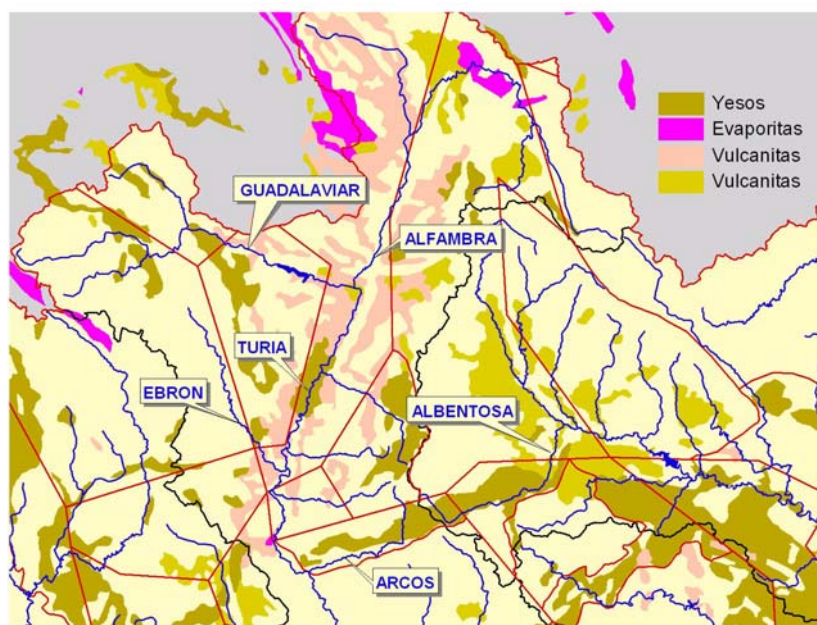 Yesos
Evaporitas
Vulcanitas
Vulcanitas
GUADALAVIAR
ALFAMBRA
TURIA
EBRON
ALBENTOSA
ARCOS